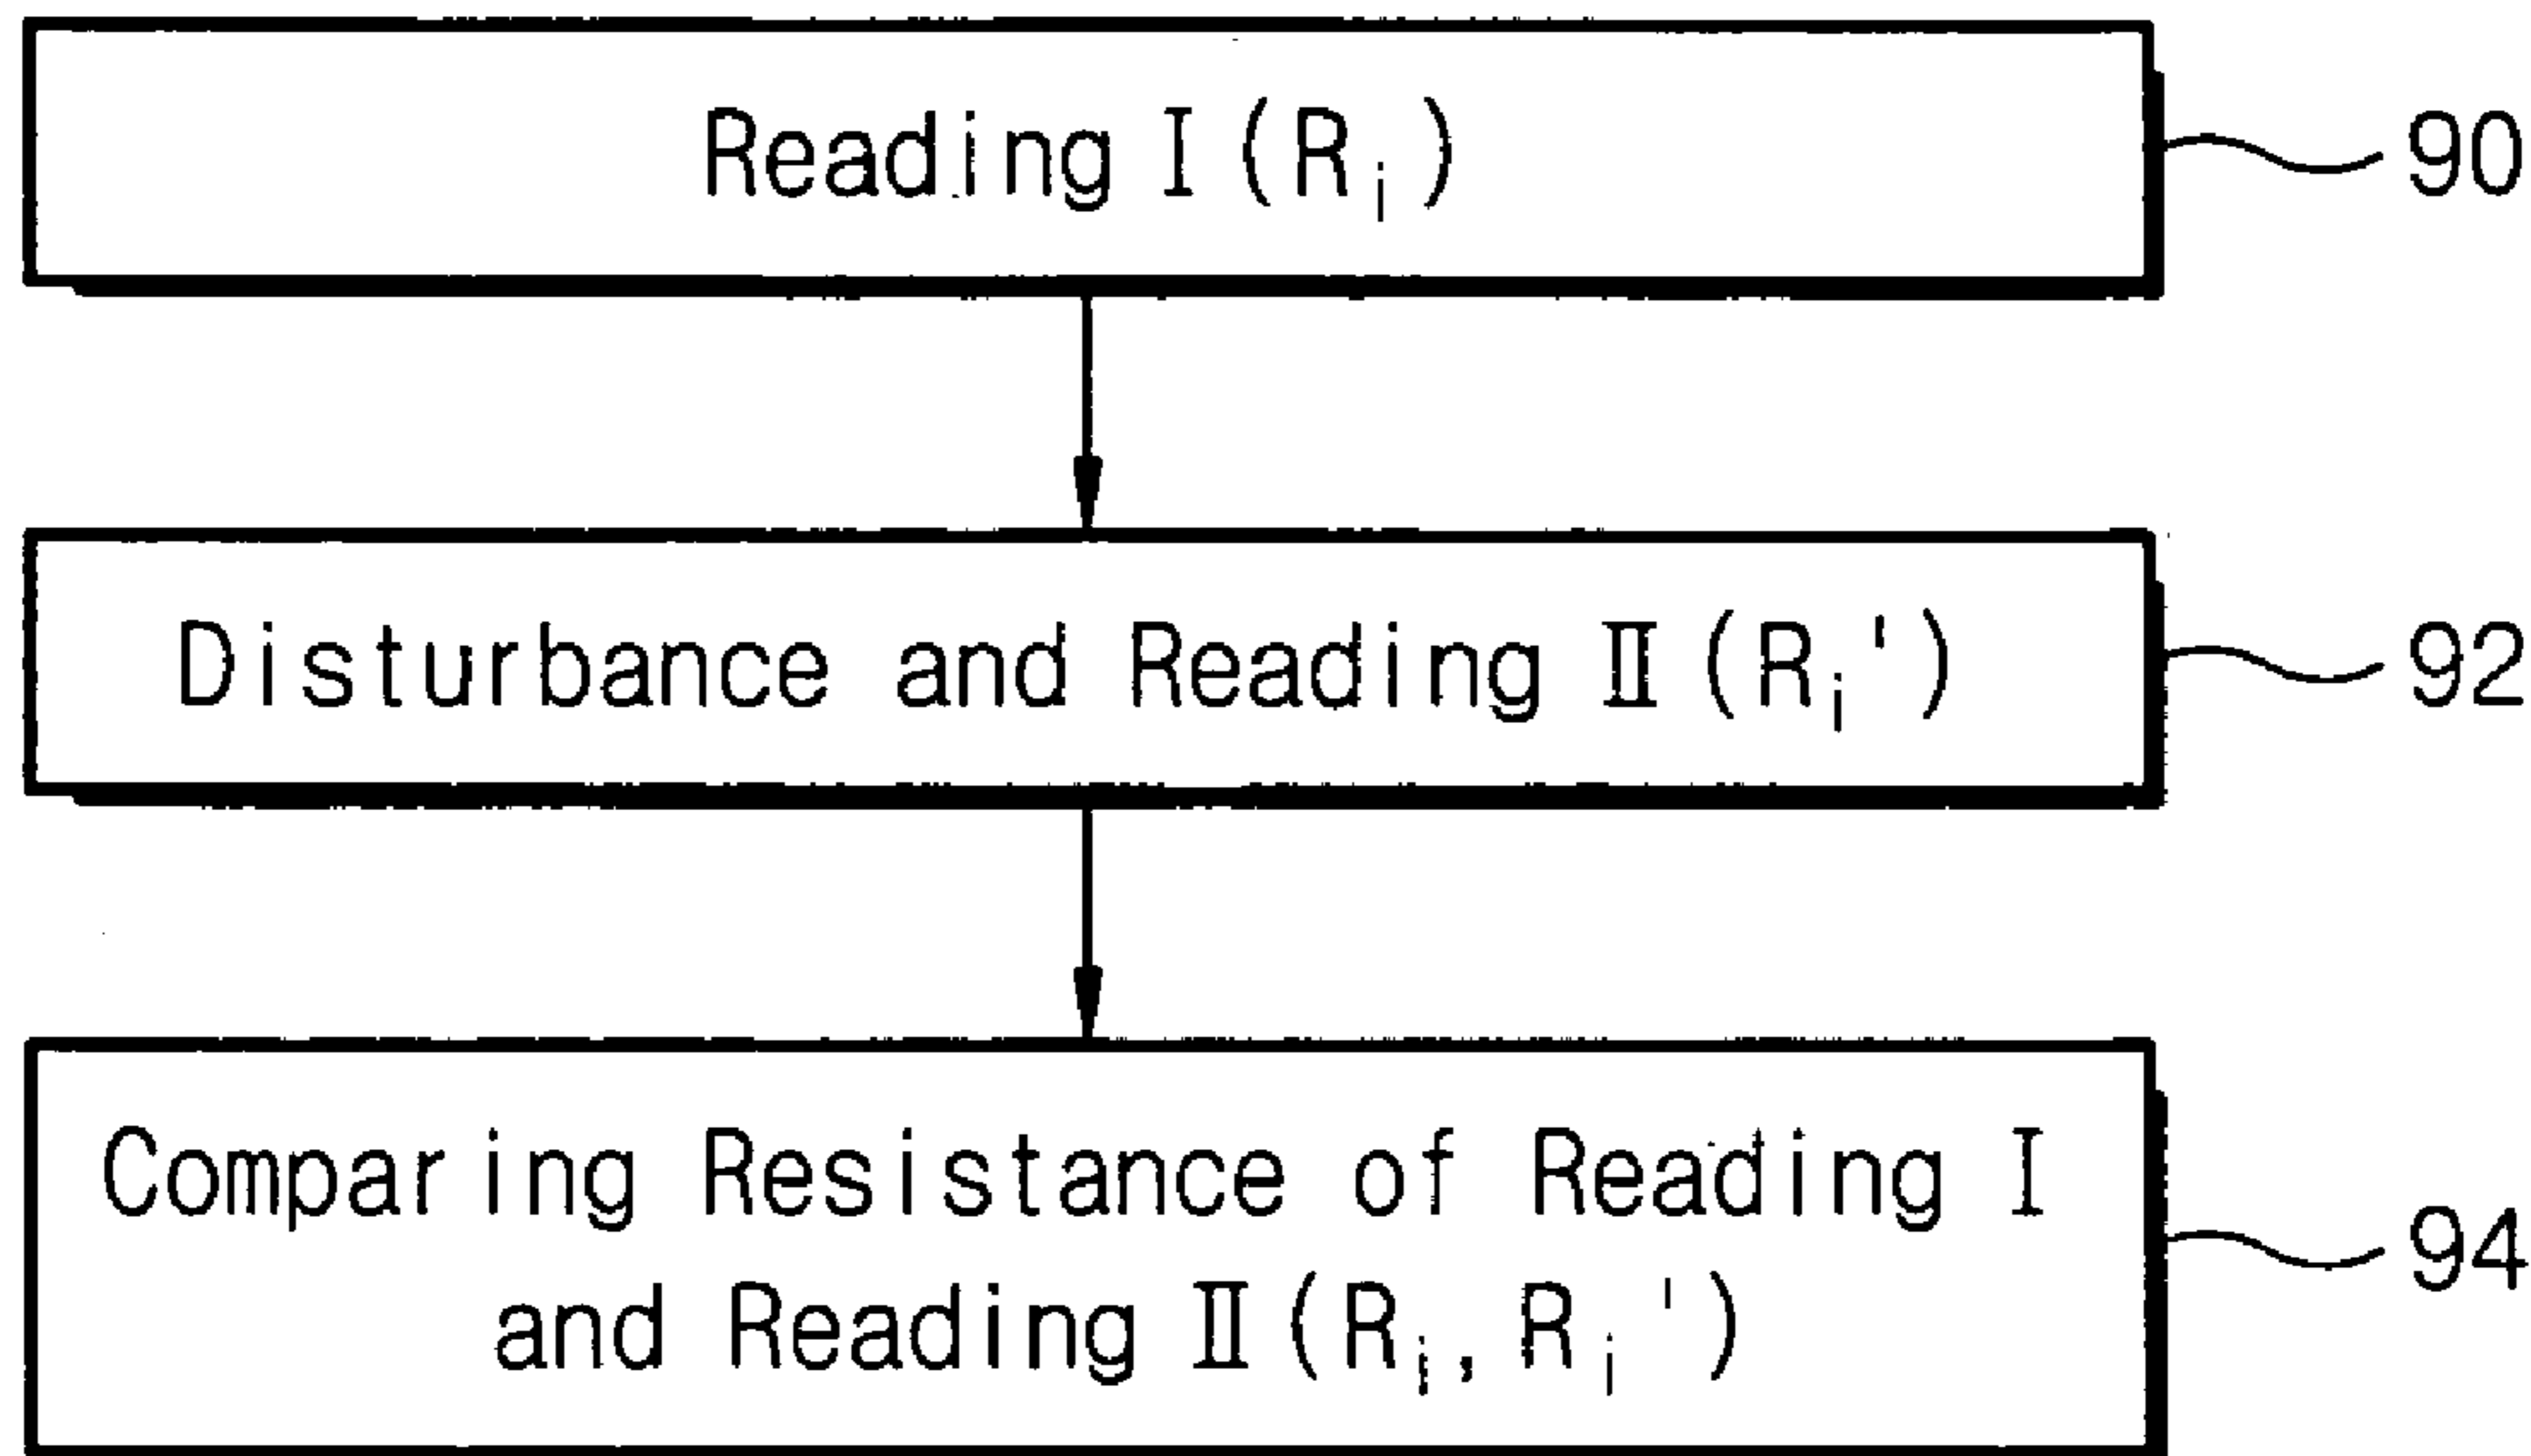 Reading Ⅰ(Rᵢ)
90
Disturbance and Reading Ⅱ(Rᵢ')
92
Comparing Resistance of Reading Ⅰ
and Reading Ⅱ(Rᵢ, Rᵢ')
94